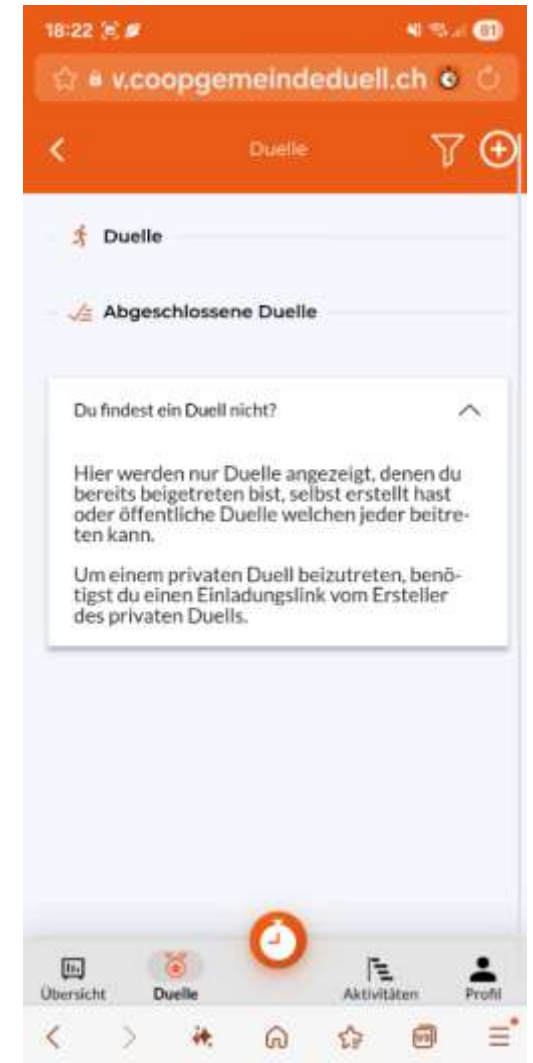 18:22
81
v.coopgemeindeduell.ch
Duelle
Duelle
Abgeschlossene Duelle
Du findest ein Duell nicht?
Hier werden nur Duelle angezeigt, denen du
bereits beigetreten bist, selbst erstellt hast
oder öffentliche Duelle welchen jeder beitre-
ten kann.
Um einem privaten Duell beizutreten, benö-
tigst du einen Einladungslink vom Ersteller
des privaten Duells.
Übersicht Duelle Aktivitäten Profil